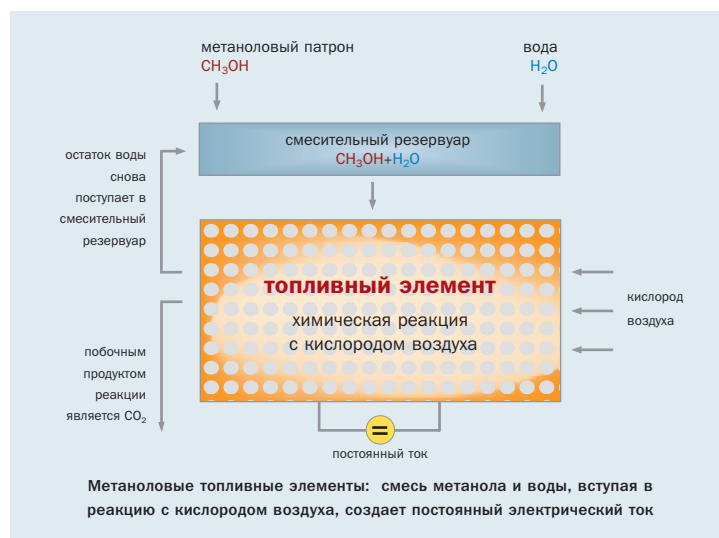 метаноловый патрон
CH₃OH
вода
H₂O
смесительный резервуар
CH₃OH+H₂O
остаток воды
снова
поступает в
смесительный
резервуар
топливный элемент
химическая реакция
с кислородом воздуха
кислород
воздуха
побочным
продуктом
реакции
является CO₂
=
постоянный ток
Метаноловые топливные элементы: смесь метанола и воды, вступая в
реакцию с кислородом воздуха, создает постоянный электрический ток